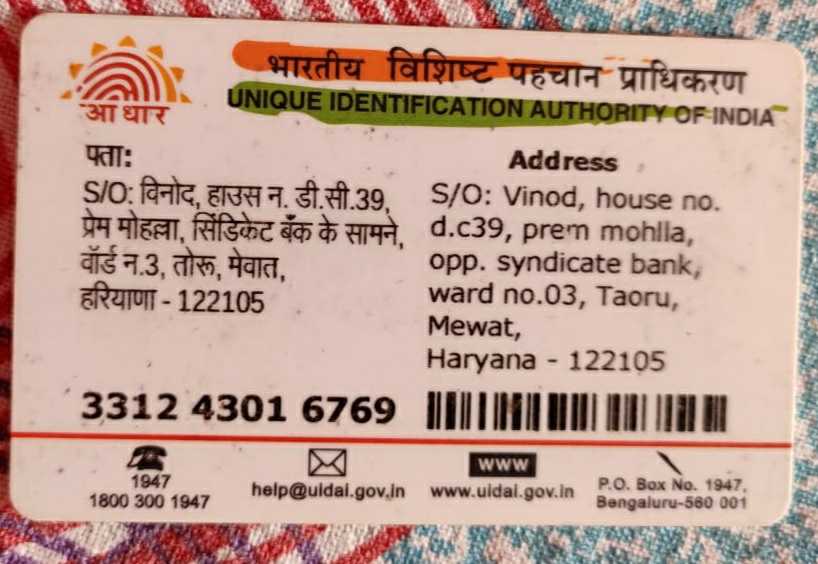 भारतीय विशिष्ट पहचान प्राधिकरण
UNIQUE IDENTIFICATION AUTHORITY OF INDIA
आधार
पता:
S/O: विनोद, हाउस न. डी.सी.39,
प्रेम मोहल्ला, सिंडिकेट बैंक के सामने,
वॉर्ड न.3, तोरू, मेवात,
हरियाणा - 122105
Address
S/O: Vinod, house no.
d.c39, prem mohlla,
opp. syndicate bank,
ward no.03, Taoru,
Mewat,
Haryana - 122105
3312 4301 6769
1947
1800 300 1947
help@uidai.gov.in
www
www.uidai.gov.in
P.O. Box No. 1947,
Bengaluru-560 001